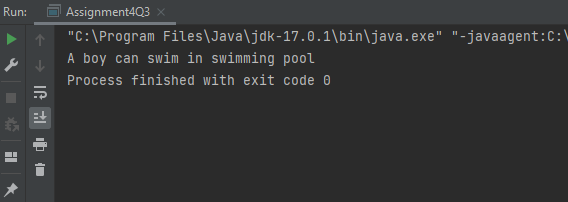 Run: Assignment4Q3
"C:\Program Files\Java\jdk-17.0.1\bin\java.exe" "-javaagent:C:\
A boy can swim in swimming pool
Process finished with exit code 0